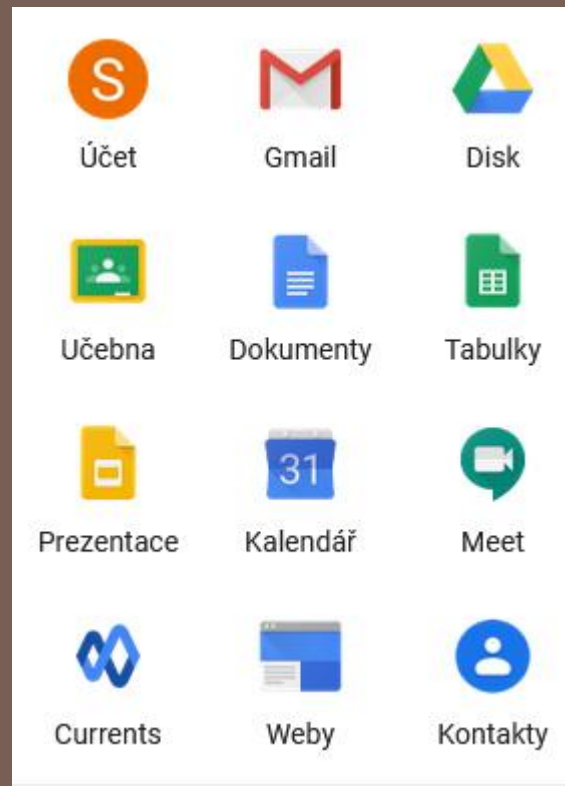 S
Účet Gmail Disk
Učebna Dokumenty Tabulky
31
Prezentace Kalendář Meet
Currents Weby Kontakty